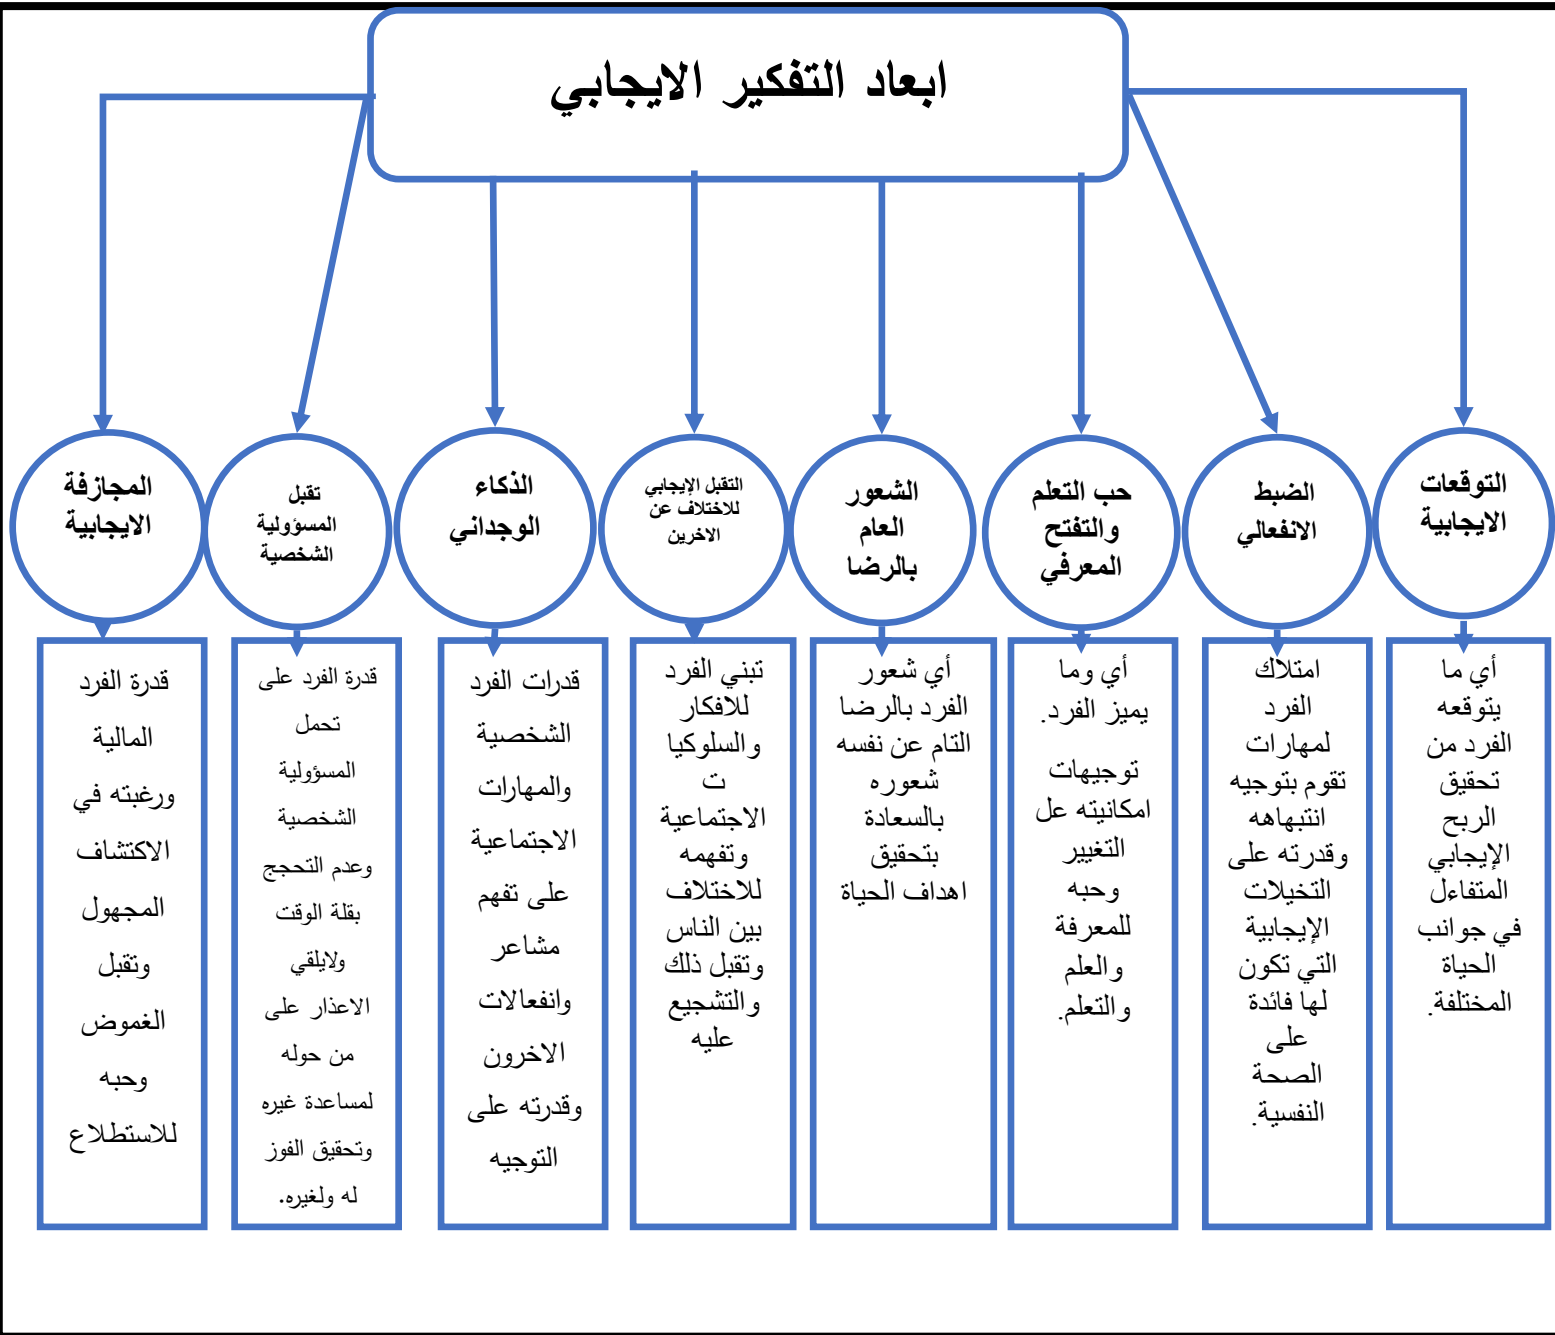 ابعاد التفكير الايجابي
التوقعات
الايجابية
الضبط
الانفعالي
حب التعلم
والتفتح
المعرفي
الشعور
العام
بالرضا
التقبل الإيجابي
للاختلاف عن
الاخرين
الذكاء
الوجداني
تقبل
المسؤولية
الشخصية
المجازفة
الايجابية
أي ما
يتوقعه
الفرد من
تحقيق
الربح
الإيجابي
المتفاءل
في جوانب
الحياة
المختلفة.
امتلاك
الفرد
لمهارات
تقوم بتوجيه
انتبهاهه
وقدرته على
التخيلات
الإيجابية
التي تكون
لها فائدة
على
الصحة
النفسية.
أي وما
يميز الفرد.
توجيهات
امكانيته عل
التغيير
وحبه
للمعرفة
والعلم
والتعلم.
أي شعور
الفرد بالرضا
التام عن نفسه
شعوره
بالسعادة
بتحقيق
اهداف الحياة
تبني الفرد
للافكار
والسلوكيا
ت
الاجتماعية
وتفهمه
للاختلاف
بين الناس
وتقبل ذلك
والتشجيع
عليه
قدرات الفرد
الشخصية
والمهارات
الاجتماعية
على تفهم
مشاعر
وانفعالات
الاخرون
وقدرته على
التوجيه
قدرة الفرد على
تحمل
المسؤولية
الشخصية
وعدم التحجج
بقلة الوقت
ولايلقي
الاعذار على
من حوله
لمساعدة غيره
وتحقيق الفوز
له ولغيره.
قدرة الفرد
المالية
ورغبته في
الاكتشاف
المجهول
وتقبل
الغموض
وحبه
للاستطلاع